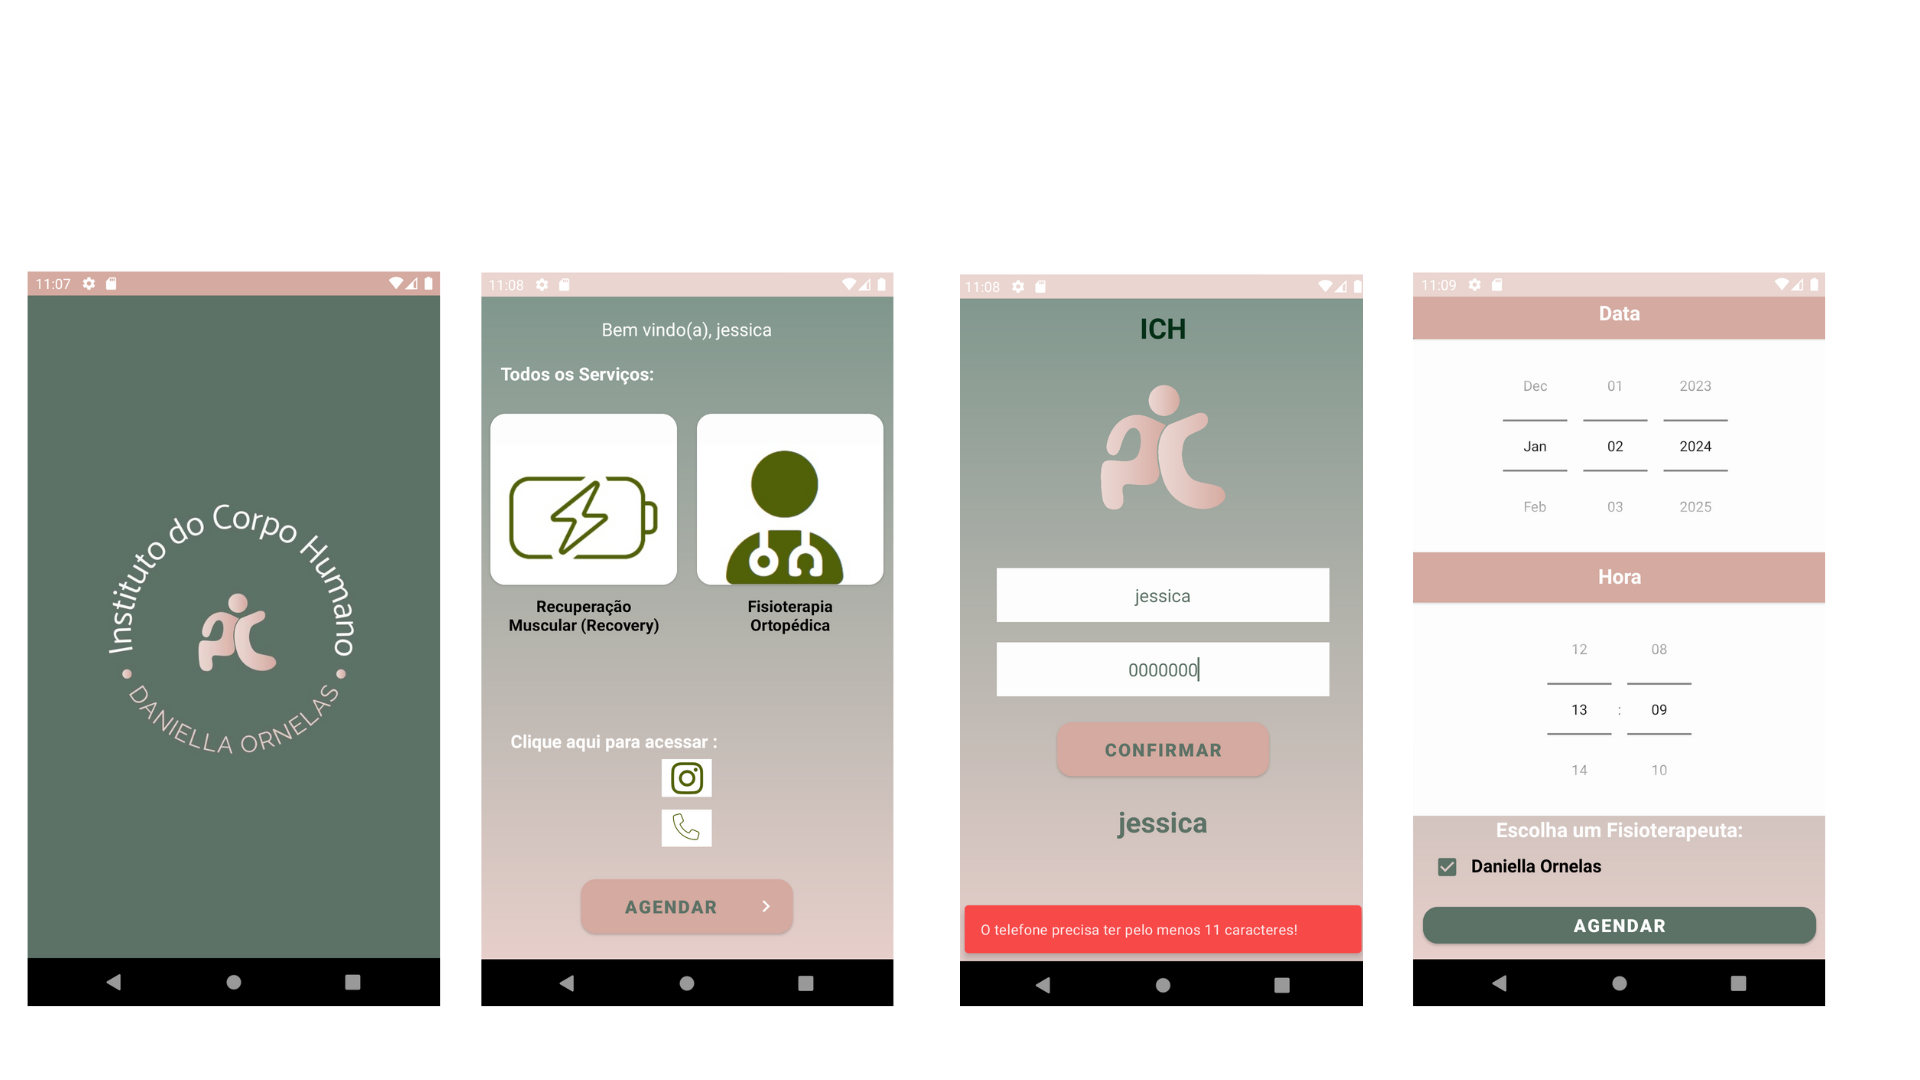 11:07
Instituto do Corpo Humano
DANIELLA ORNELAS
11:08
Bem vindo(a), jessica
Todos os Serviços:
Recuperação
Muscular (Recovery)
Fisioterapia
Ortopédica
Clique aqui para acessar :
AGENDAR
11:08
ICH
jessica
0000000
CONFIRMAR
jessica
O telefone precisa ter pelo menos 11 caracteres!
11:09
Data
Dec 01 2023
Jan 02 2024
Feb 03 2025
Hora
12 08
13 : 09
14 10
Escolha um Fisioterapeuta:
Daniella Ornelas
AGENDAR